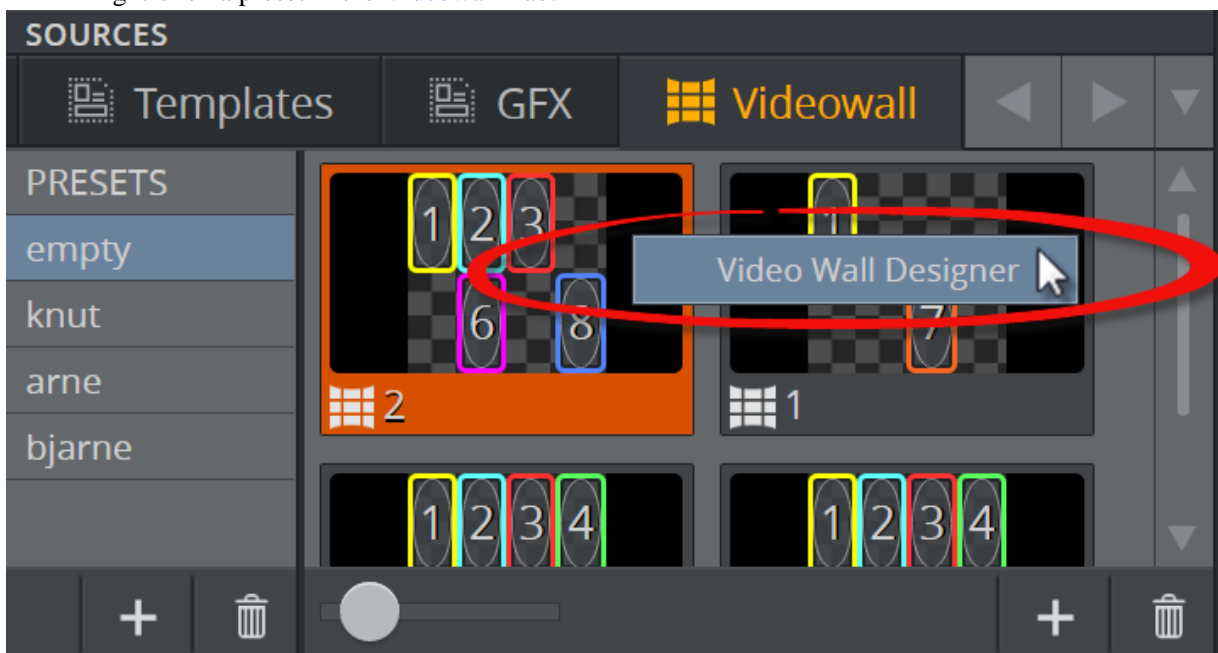 SOURCES
Templates GFX Videowall
PRESETS
empty
knut
arne
bjarne
1 2 3
6 8
2
1
7
1
Video Wall Designer
1 2 3 4
1 2 3 4